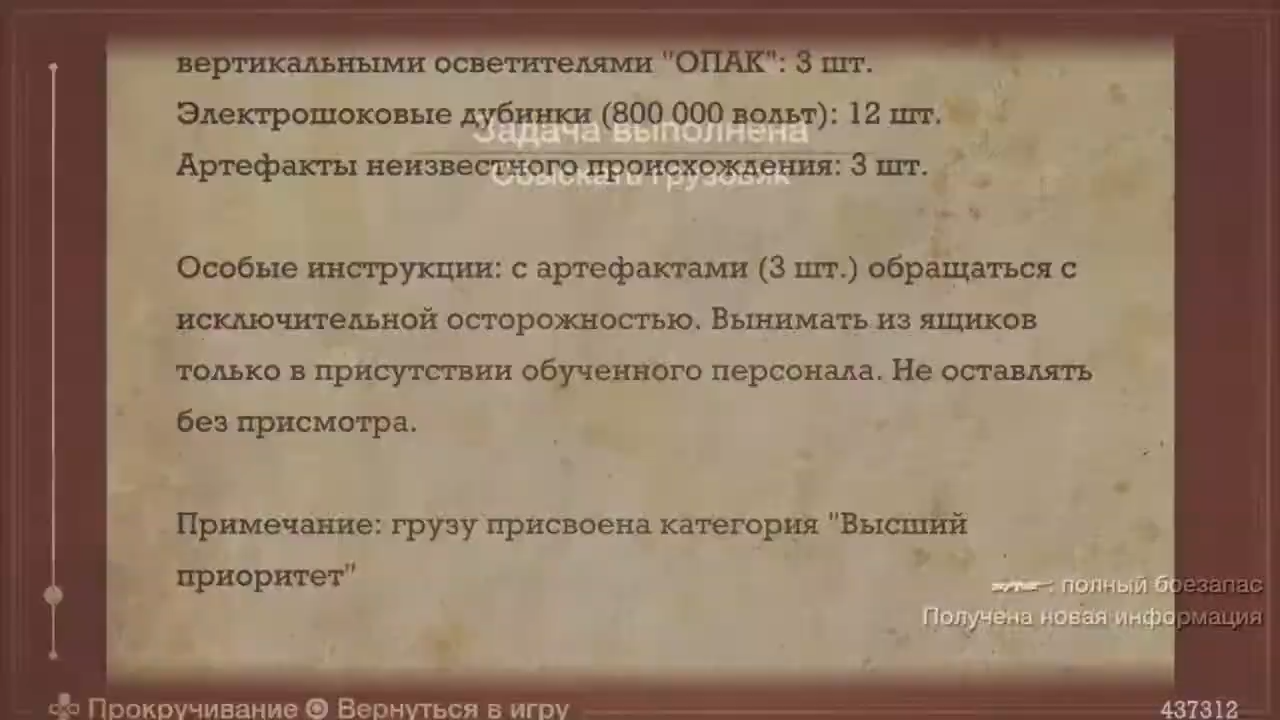 вертикальными осветителями "ОПАК": 3 шт.
Электрошоковые дубинки (800 000 вольт): 12 шт.
Задача выполнена
Артефакты неизвестного происхождения: 3 шт.
Обыскать грузовик
Особые инструкции: с артефактами (3 шт.) обращаться с
исключительной осторожностью. Вынимать из ящиков
только в присутствии обученного персонала. Не оставлять
без присмотра.
Примечание: грузу присвоена категория "Высший
приоритет"
: полный боезапас
Получена новая информация
Прокручивание Вернуться в игру
437312